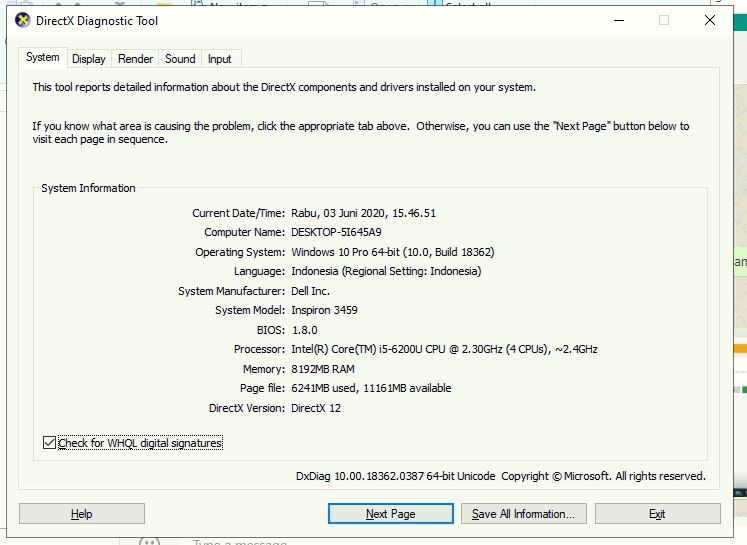 New item
Open
Select all
DirectX Diagnostic Tool
System Display Render Sound Input
This tool reports detailed information about the DirectX components and drivers installed on your system.
If you know what area is causing the problem, click the appropriate tab above. Otherwise, you can use the "Next Page" button below to
visit each page in sequence.
System Information
Current Date/Time: Rabu, 03 Juni 2020, 15.46.51
Computer Name: DESKTOP-5I645A9
Operating System: Windows 10 Pro 64-bit (10.0, Build 18362)
Language: Indonesia (Regional Setting: Indonesia)
System Manufacturer: Dell Inc.
System Model: Inspiron 3459
BIOS: 1.8.0
Processor: Intel(R) Core(TM) i5-6200U CPU @ 2.30GHz (4 CPUs), ~2.4GHz
Memory: 8192MB RAM
Page file: 6241MB used, 11161MB available
DirectX Version: DirectX 12
Check for WHQL digital signatures
DxDiag 10.00.18362.0387 64-bit Unicode Copyright © Microsoft. All rights reserved.
Help Next Page Save All Information... Exit
Type a message